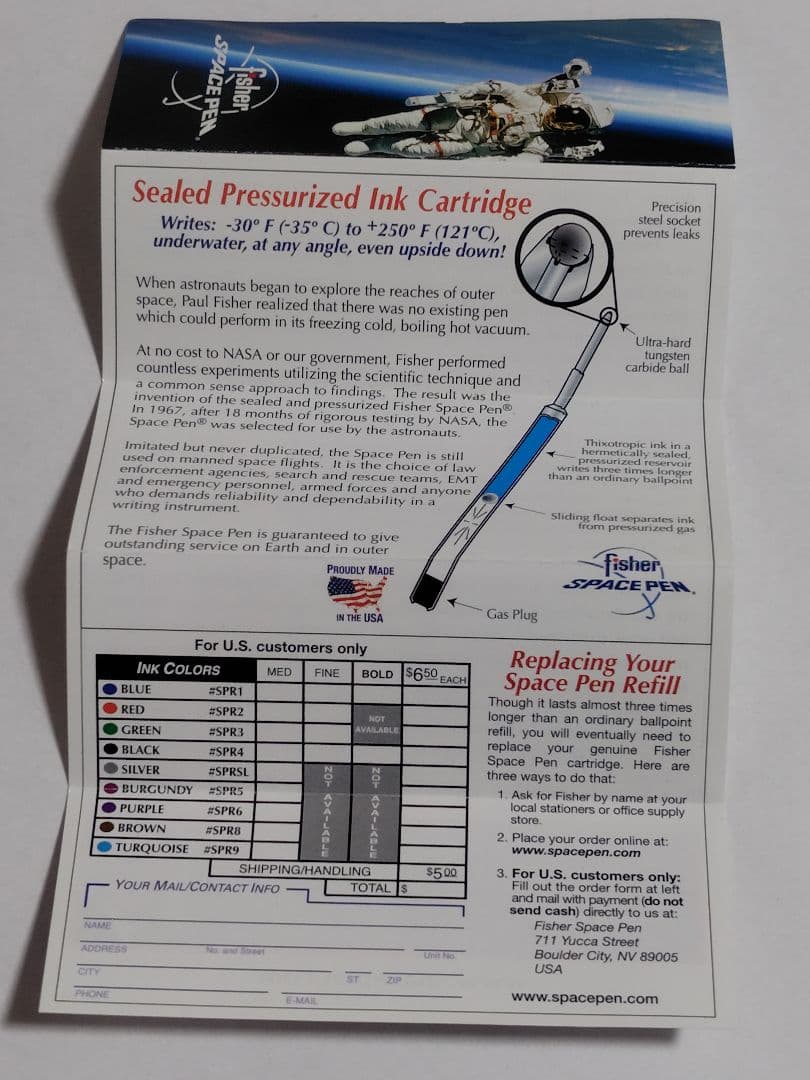 fisher
SPACE PEN®
Sealed Pressurized Ink Cartridge
Writes: -30º F (-35º C) to +250º F (121ºC),
underwater, at any angle, even upside down!
When astronauts began to explore the reaches of outer
space, Paul Fisher realized that there was no existing pen
which could perform in its freezing cold, boiling hot vacuum.
At no cost to NASA or our government, Fisher performed
countless experiments utilizing the scientific technique and
a common sense approach to findings. The result was the
invention of the sealed and pressurized Fisher Space Pen®.
In 1967, after 18 months of rigorous testing by NASA, the
Space Pen® was selected for use by the astronauts.
Imitated but never duplicated, the Space Pen is still
used on manned space flights. It is the choice of law
enforcement agencies, search and rescue teams, EMT
and emergency personnel, armed forces and anyone
who demands reliability and dependability in a
writing instrument.
The Fisher Space Pen is guaranteed to give
outstanding service on Earth and in outer
space.
PROUDLY MADE
IN THE USA
Precision
steel socket
prevents leaks
Ultra-hard
tungsten
carbide ball
Thixotropic ink in a
hermetically sealed,
pressurized reservoir
writes three times longer
than an ordinary ballpoint
Sliding float separates ink
from pressurized gas
fisher
SPACE PEN®
Gas Plug
For U.S. customers only
INK COLORS MED FINE BOLD $6.50 EACH
BLUE #SPR1
RED #SPR2
GREEN #SPR3
BLACK #SPR4
SILVER #SPRSL
BURGUNDY #SPR5
PURPLE #SPR6
BROWN #SPR8
TURQUOISE #SPR9
NOT
AVAILABLE
NOT AVAILABLE
NOT AVAILABLE
SHIPPING/HANDLING $5.00
TOTAL $
YOUR MAIL/CONTACT INFO
NAME
ADDRESS No. and Street Unit No.
CITY ST ZIP
PHONE E-MAIL
Replacing Your
Space Pen Refill
Though it lasts almost three times
longer than an ordinary ballpoint
refill, you will eventually need to
replace your genuine Fisher
Space Pen cartridge. Here are
three ways to do that:
1. Ask for Fisher by name at your
local stationers or office supply
store.
2. Place your order online at:
www.spacepen.com
3. For U.S. customers only:
Fill out the order form at left
and mail with payment (do not
send cash) directly to us at:
Fisher Space Pen
711 Yucca Street
Boulder City, NV 89005
USA
www.spacepen.com